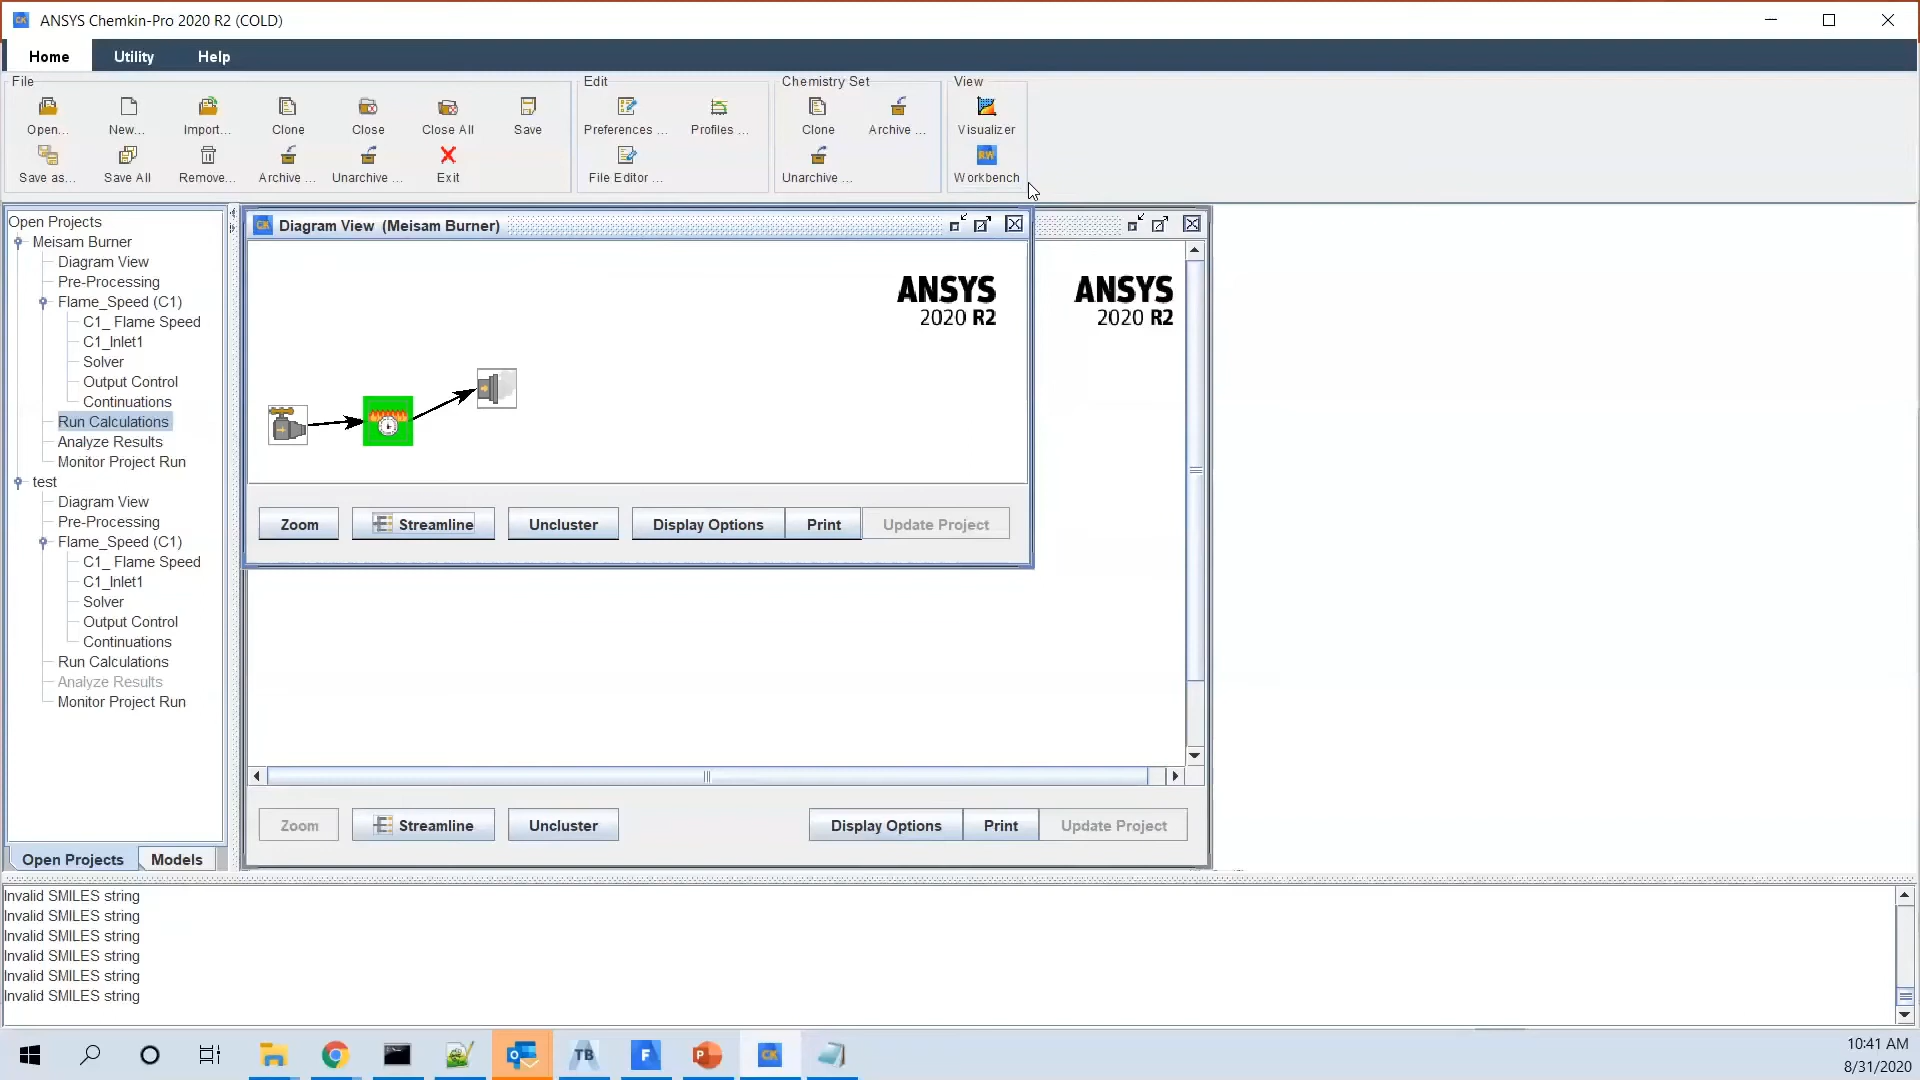 ANSYS Chemkin-Pro 2020 R2 (COLD)
Home Utility Help
File Edit Chemistry Set View
Open... New... Import... Clone Close Close All Save Preferences ... Profiles ... Clone Archive ... Visualizer
Save as... Save All Remove... Archive ... Unarchive ... Exit File Editor ... Unarchive ... Workbench
Open Projects
Meisam Burner
Diagram View
Pre-Processing
Flame_Speed (C1)
C1_ Flame Speed
C1_Inlet1
Solver
Output Control
Continuations
Run Calculations
Analyze Results
Monitor Project Run
test
Diagram View
Pre-Processing
Flame_Speed (C1)
C1_ Flame Speed
C1_Inlet1
Solver
Output Control
Continuations
Run Calculations
Analyze Results
Monitor Project Run
Open Projects Models
Diagram View (Meisam Burner)
ANSYS
2020 R2
ANSYS
2020 R2
Zoom Streamline Uncluster Display Options Print Update Project
Zoom Streamline Uncluster Display Options Print Update Project
Invalid SMILES string
Invalid SMILES string
Invalid SMILES string
Invalid SMILES string
Invalid SMILES string
Invalid SMILES string
10:41 AM
8/31/2020